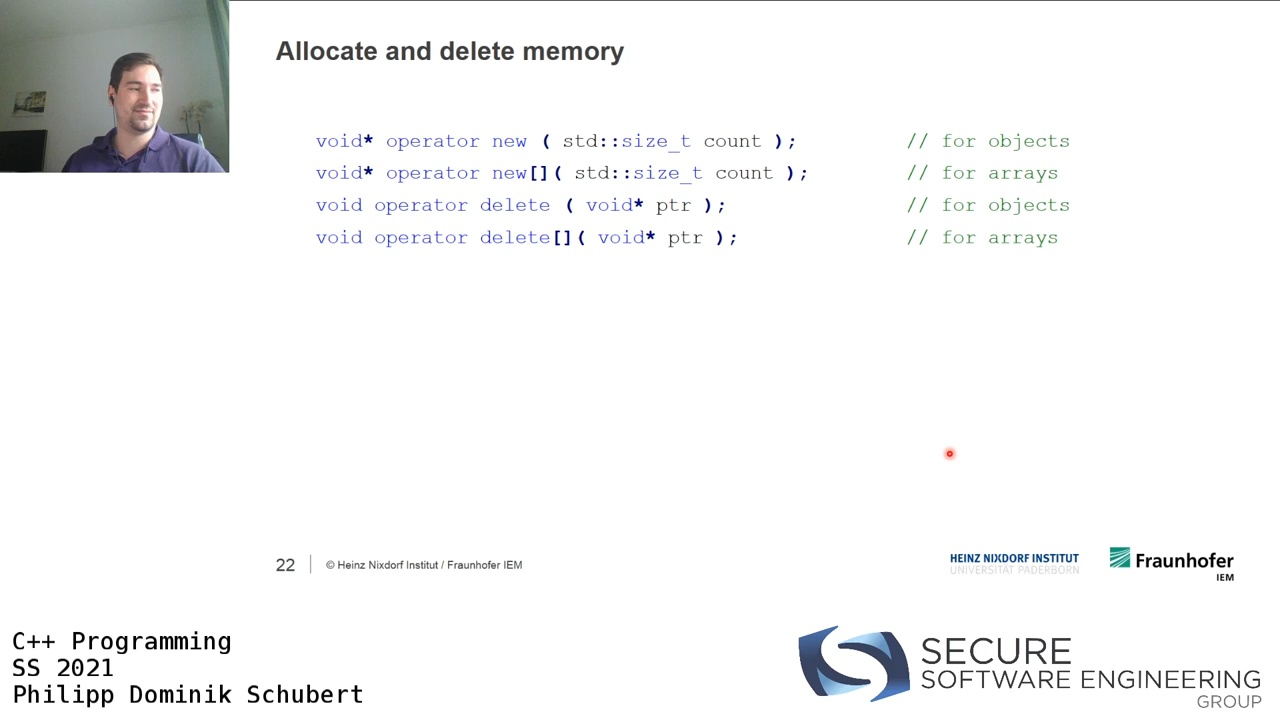 Allocate and delete memory
void* operator new ( std::size_t count ); // for objects
void* operator new[]( std::size_t count ); // for arrays
void operator delete ( void* ptr ); // for objects
void operator delete[]( void* ptr ); // for arrays
22 © Heinz Nixdorf Institut / Fraunhofer IEM
HEINZ NIXDORF INSTITUT
UNIVERSITÄT PADERBORN
Fraunhofer
IEM
C++ Programming
SS 2021
Philipp Dominik Schubert
SECURE
SOFTWARE ENGINEERING
GROUP